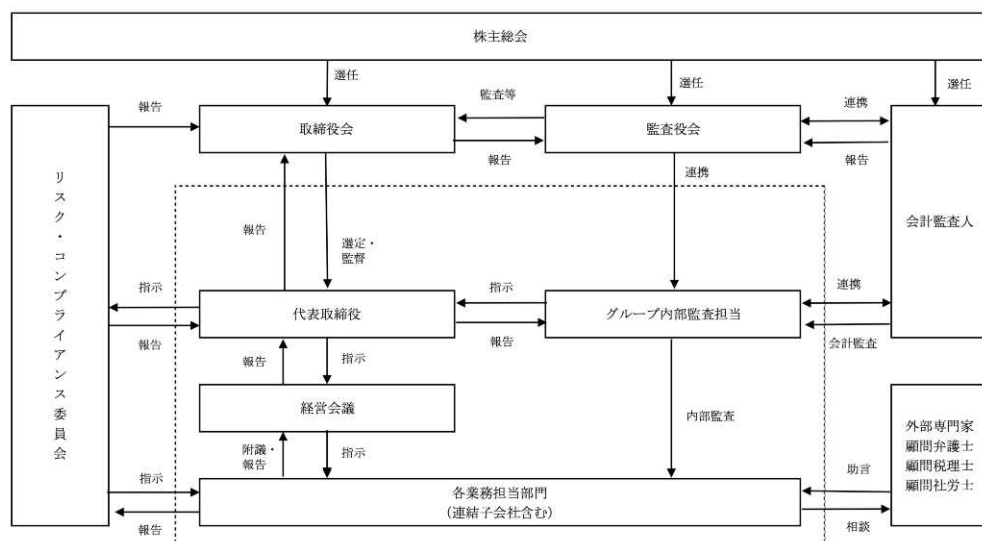 株主総会
選任
選任
選任
報告
取締役会
監査等
報告
監査役会
連携
報告
リスク・コンプライアンス委員会
会計監査人
連携
報告
選定・
監督
指示
報告
代表取締役
指示
報告
グループ内部監査担当
連携
会計監査
報告
指示
経営会議
内部監査
附議・
報告
指示
外部専門家
顧問弁護士
顧問税理士
顧問社労士
指示
報告
各業務担当部門
(連結子会社含む)
助言
相談